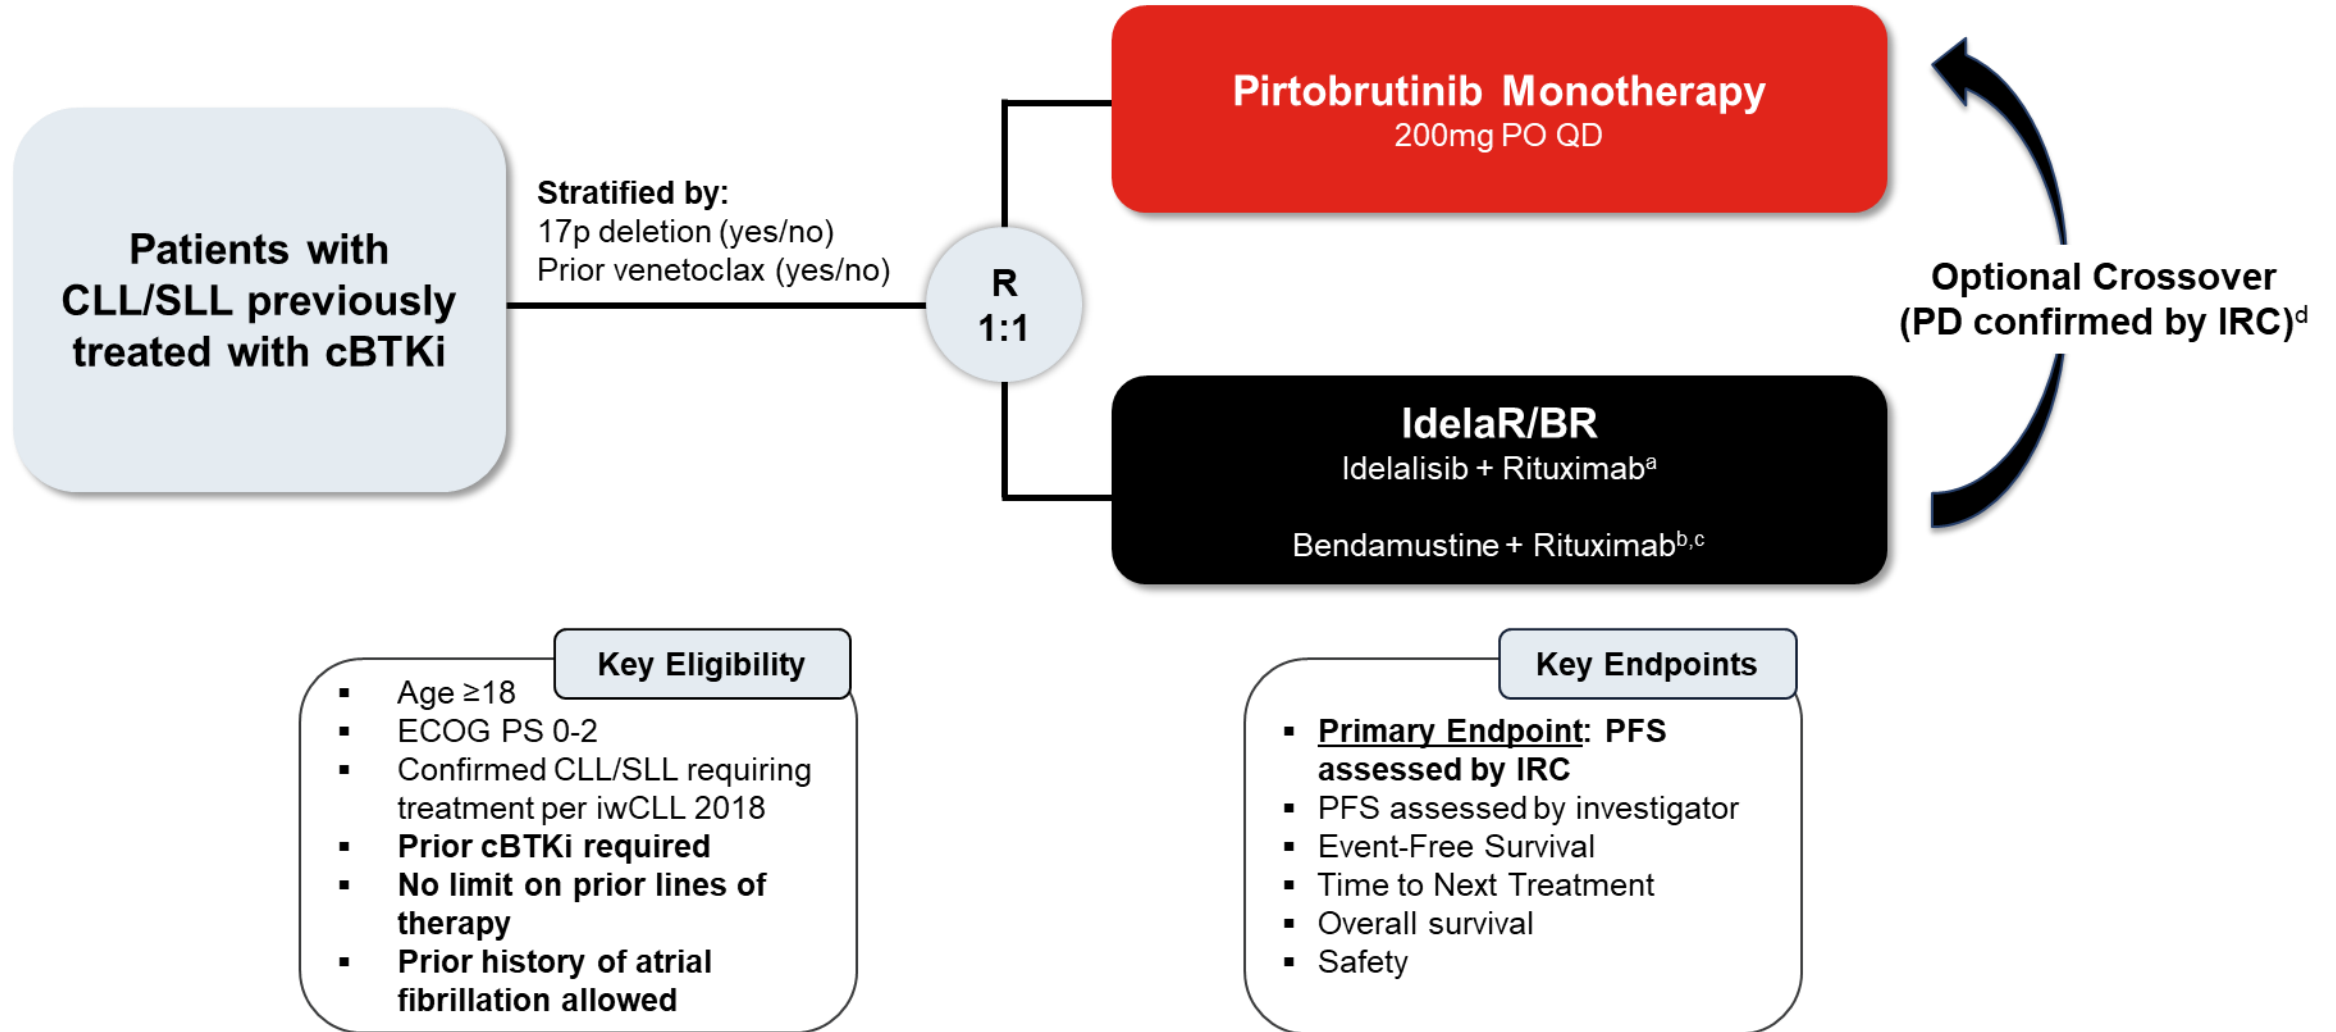 Patients with
CLL/SLL previously
treated with cBTKi
Stratified by:
17p deletion (yes/no)
Prior venetoclax (yes/no)
R
1:1
Pirtobrutinib Monotherapy
200mg PO QD
IdelaR/BR
Idelalisib + Rituximabᵃ
Bendamustine + Rituximabᵇ,ᶜ
Optional Crossover
(PD confirmed by IRC)ᵈ
Key Eligibility
▪ Age ≥18
▪ ECOG PS 0-2
▪ Confirmed CLL/SLL requiring
treatment per iwCLL 2018
▪ Prior cBTKi required
▪ No limit on prior lines of
therapy
▪ Prior history of atrial
fibrillation allowed
Key Endpoints
▪ Primary Endpoint: PFS
assessed by IRC
▪ PFS assessed by investigator
▪ Event-Free Survival
▪ Time to Next Treatment
▪ Overall survival
▪ Safety